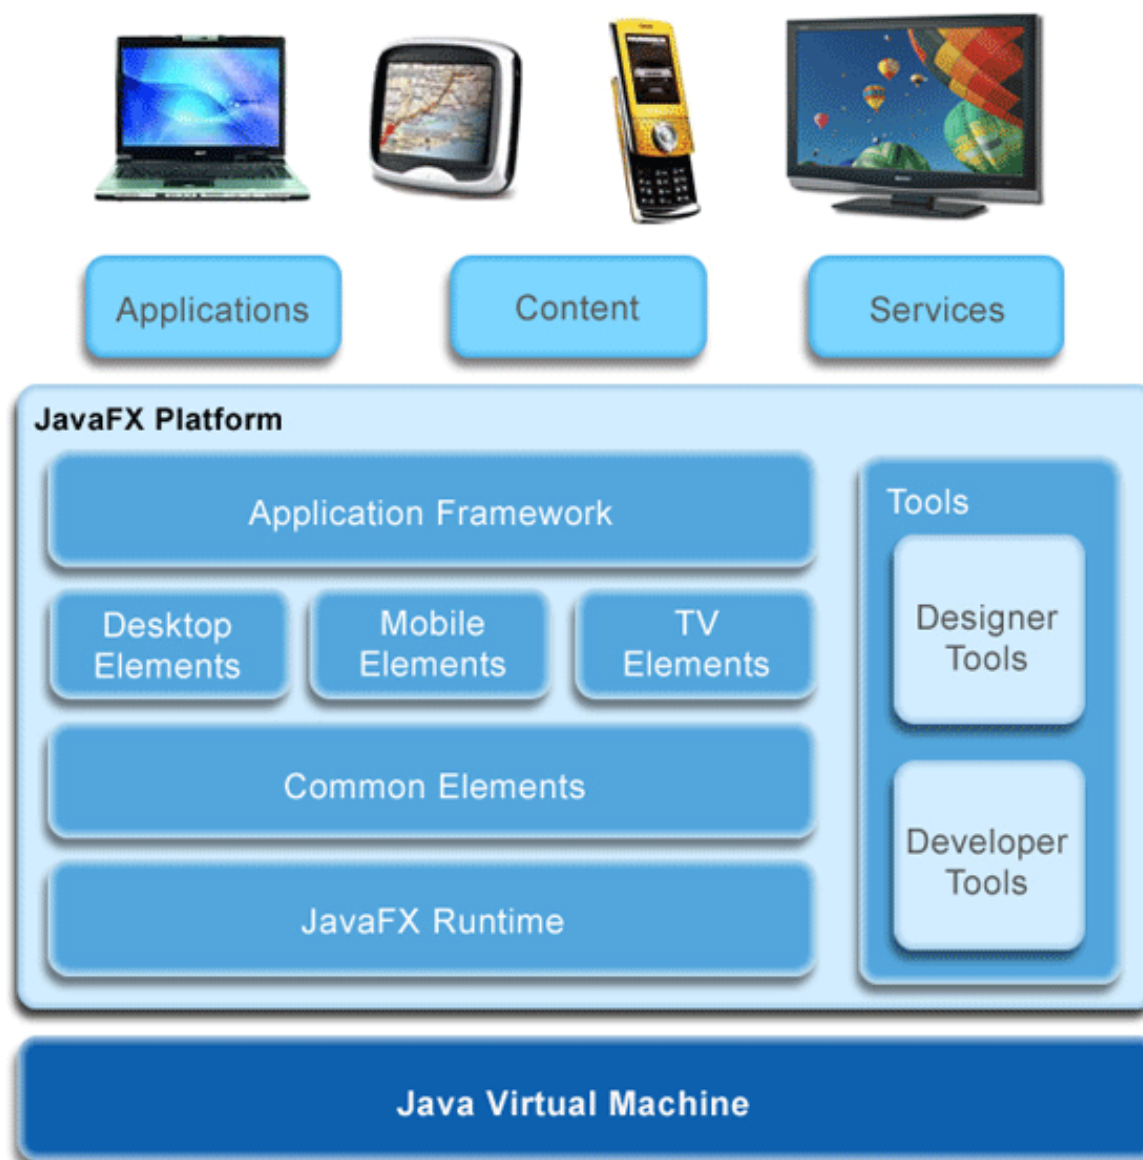 Applications
Content
Services
JavaFX Platform
Application Framework
Desktop
Elements
Mobile
Elements
TV
Elements
Common Elements
JavaFX Runtime
Tools
Designer
Tools
Developer
Tools
Java Virtual Machine